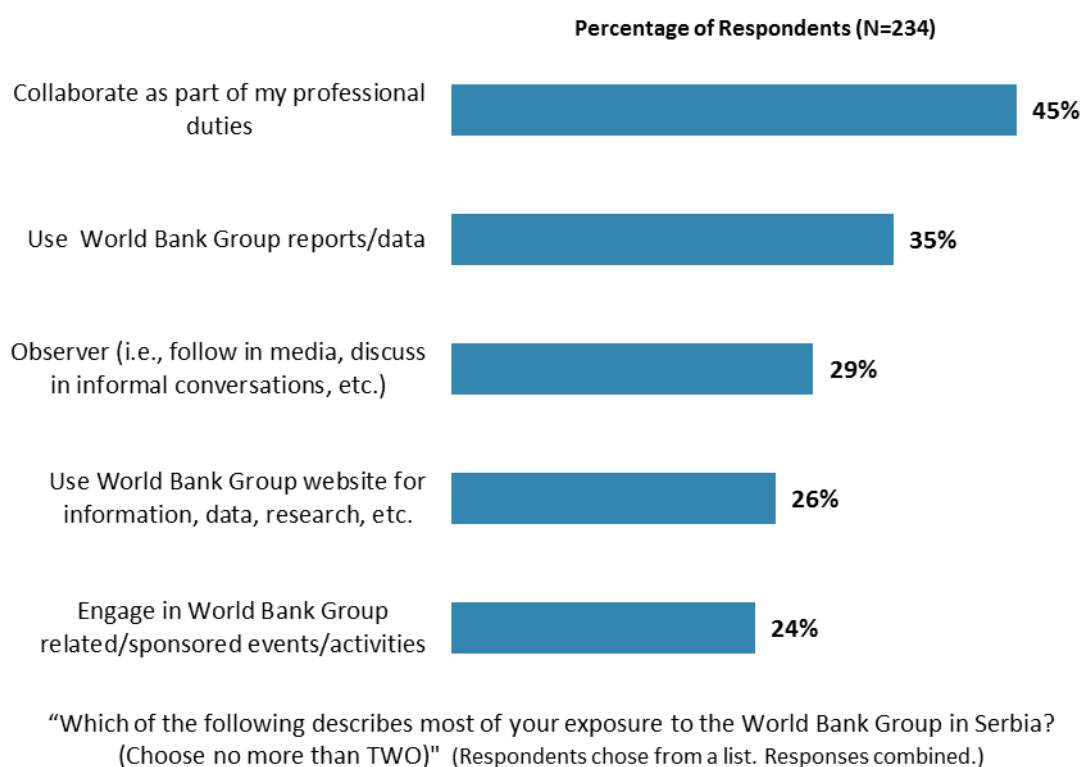 Percentage of Respondents (N=234)
Collaborate as part of my professional
duties
45%
Use World Bank Group reports/data
35%
Observer (i.e., follow in media, discuss
in informal conversations, etc.)
29%
Use World Bank Group website for
information, data, research, etc.
26%
Engage in World Bank Group
related/sponsored events/activities
24%
“Which of the following describes most of your exposure to the World Bank Group in Serbia?
(Choose no more than TWO)" (Respondents chose from a list. Responses combined.)